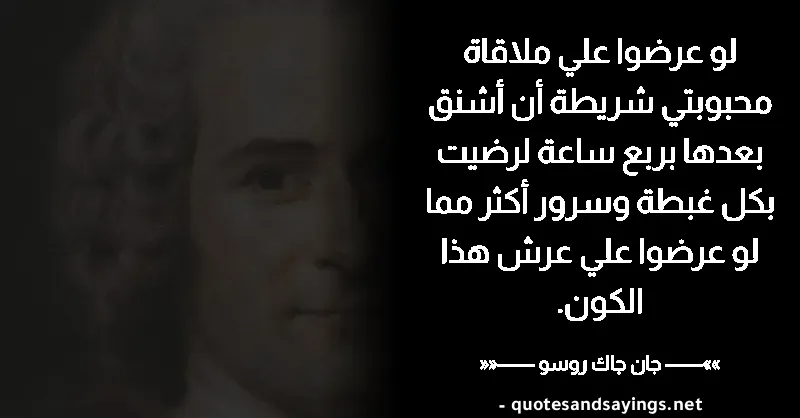 لو عرضوا علي ملاقاة
محبوبتي شريطة أن أشنق
بعدها بربع ساعة لرضيت
بكل غبطة وسرور أكثر مما
لو عرضوا علي عرش هذا
الكون.
»»—— جان جاك روسو ——««
- quotesandsayings.net